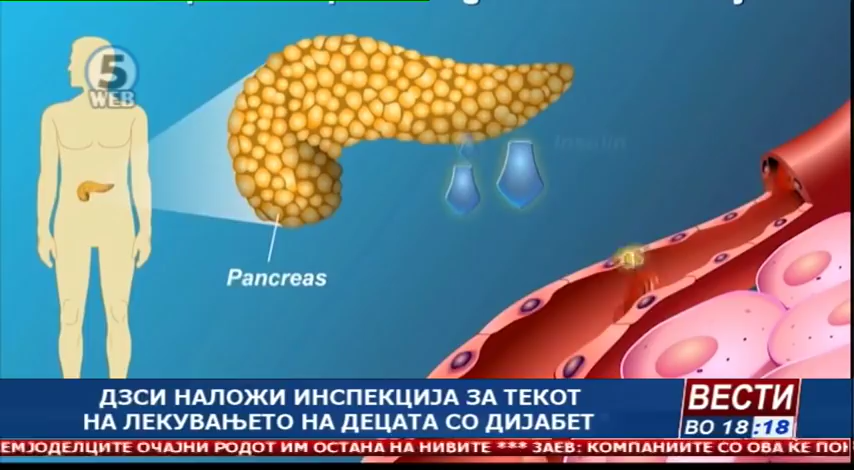 5
WEB
Insulin
Pancreas
ДЗСИ НАЛОЖИ ИНСПЕКЦИЈА ЗА ТЕКОТ
НА ЛЕКУВАЊЕТО НА ДЕЦАТА СО ДИЈАБЕТ
ВЕСТИ
ВО 18:18
ЕМЈОДЕЛЦИТЕ ОЧАЈНИ РОДОТ ИМ ОСТАНА НА НИВИТЕ *** ЗАЕВ: КОМПАНИИТЕ СО ОВА ЌЕ